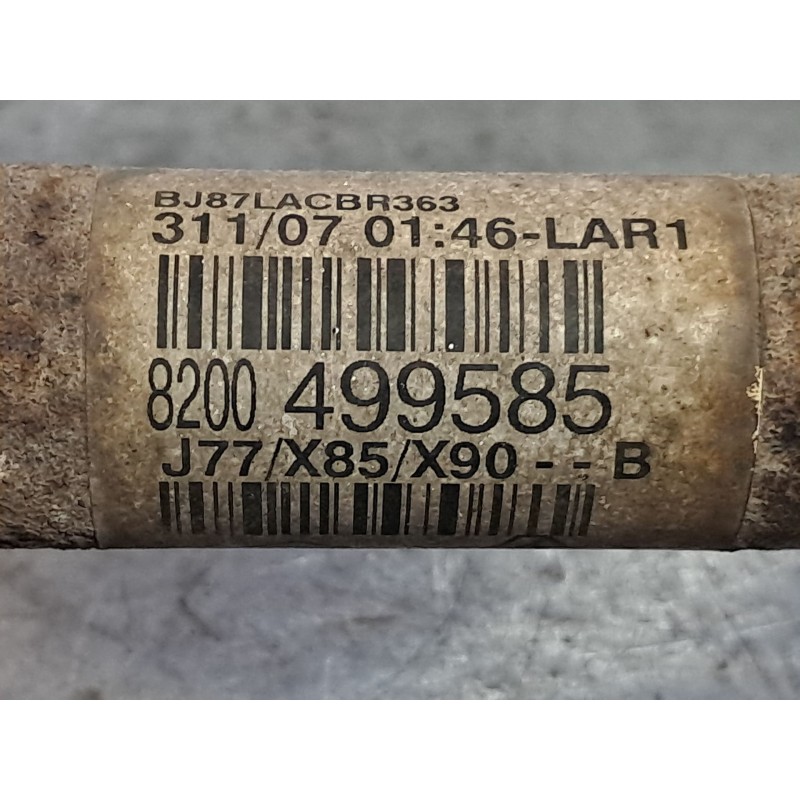 BJ87LACBR363
311/07 01:46-LAR1
8200 499585
J77/X85/X90 - - B